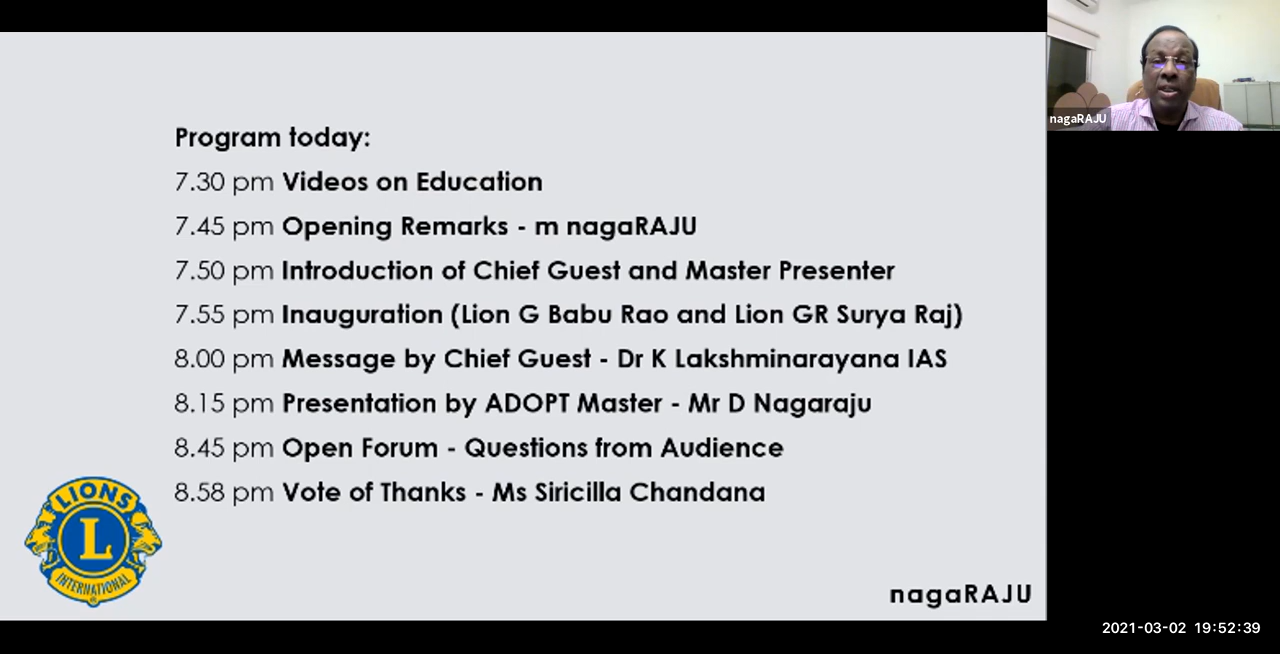 Program today:
7.30 pm Videos on Education
7.45 pm Opening Remarks - m nagaRAJU
7.50 pm Introduction of Chief Guest and Master Presenter
7.55 pm Inauguration (Lion G Babu Rao and Lion GR Surya Raj)
8.00 pm Message by Chief Guest - Dr K Lakshminarayana IAS
8.15 pm Presentation by ADOPT Master - Mr D Nagaraju
8.45 pm Open Forum - Questions from Audience
8.58 pm Vote of Thanks - Ms Siricilla Chandana
LIONS
L
INTERNATIONAL
nagaRAJU
nagaRAJU
2021-03-02 19:52:39